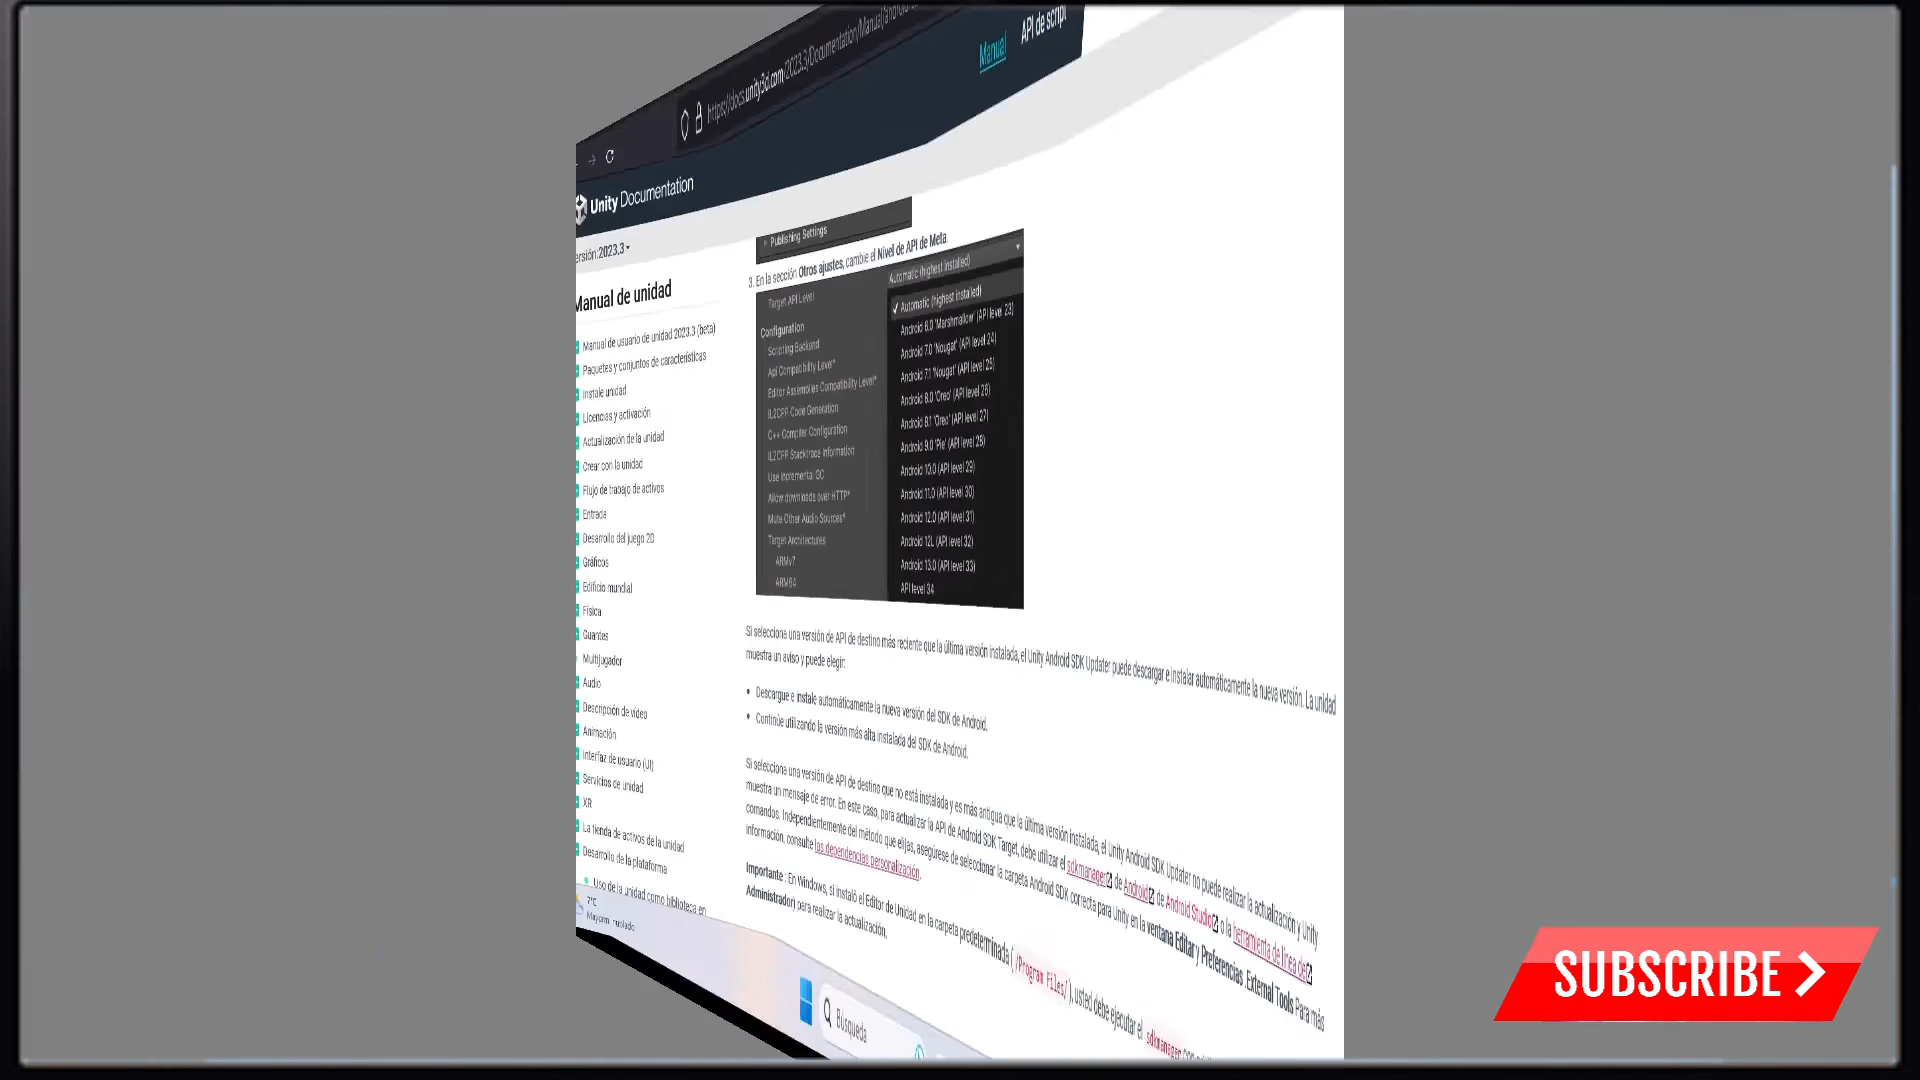 https://docs.unity3d.com/2023.3/Documentation/Manual/android-
Manual
API de script
Unity Documentation
ersión:2023.3
Manual de unidad
Manual de usuario de unidad 2023.3 (beta)
Paquetes y conjuntos de características
Instale unidad
Licencias y activación
Actualización de la unidad
Crear con la unidad
Flujo de trabajo de activos
Entrada
Desarrollo del juego 2D
Gráficos
Edificio mundial
Física
Guantes
Multijugador
Audio
Descripción de vídeo
Animación
Interfaz de usuario (UI)
Servicios de unidad
XR
La tienda de activos de la unidad
Desarrollo de la plataforma
Uso de la unidad como biblioteca en
Publishing Settings
3. En la sección Otros ajustes, cambie el Nivel de API de Meta.
Target API Level
Configuration
Scripting Backend
Api Compatibility Level*
Editor Assemblies Compatibility Level*
IL2CPP Code Generation
C++ Compiler Configuration
IL2CPP Stacktrace Information
Use incremental GC
Allow downloads over HTTP*
Mute Other Audio Sources*
Target Architectures
ARMv7
ARM64
Automatic (highest installed)
✓ Automatic (highest installed)
Android 6.0 'Marshmallow' (API level 23)
Android 7.0 'Nougat' (API level 24)
Android 7.1 'Nougat' (API level 25)
Android 8.0 'Oreo' (API level 26)
Android 8.1 'Oreo' (API level 27)
Android 9.0 'Pie' (API level 28)
Android 10.0 (API level 29)
Android 11.0 (API level 30)
Android 12.0 (API level 31)
Android 12L (API level 32)
Android 13.0 (API level 33)
API level 34
Si selecciona una versión de API de destino más reciente que la última versión instalada, el Unity Android SDK Updater puede descargar e instalar automáticamente la nueva versión. La unidad
muestra un aviso y puede elegir:
• Descargue e instale automáticamente la nueva versión del SDK de Android.
• Continúe utilizando la versión más alta instalada del SDK de Android.
Si selecciona una versión de API de destino que no está instalada y es más antigua que la última versión instalada, el Unity Android SDK Updater no puede realizar la actualización y Unity
muestra un mensaje de error. En este caso, para actualizar la API de Android SDK Target, debe utilizar el sdkmanager de Android de Android Studio o la herramienta de línea de
comandos. Independientemente del método que elijas, asegúrese de seleccionar la carpeta Android SDK correcta para Unity en la ventana Editar y Preferencias .External Tools Para más
información, consulte las dependencias personalización.
Importante : En Windows, si instaló el Editor de Unidad en la carpeta predeterminada ( /Program Files/ ), usted debe ejecutar el sdkmanager
Administrador) para realizar la actualización.
7°C
Mayorm. nublado
Búsqueda
SUBSCRIBE